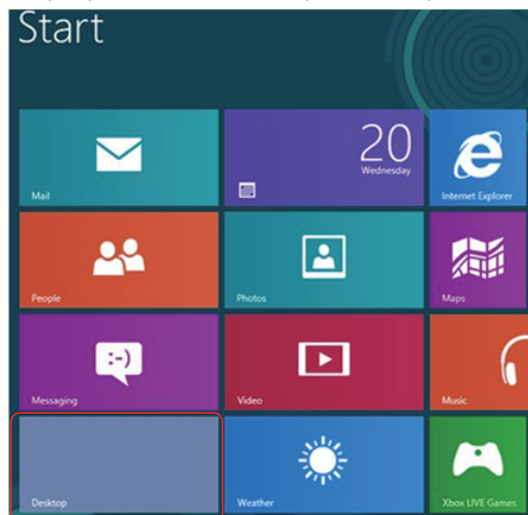 Start
20
Wednesday
Mail
Internet Explorer
People
Photos
Maps
:-)
Messaging
Video
Music
Desktop
Weather
Xbox LIVE Games